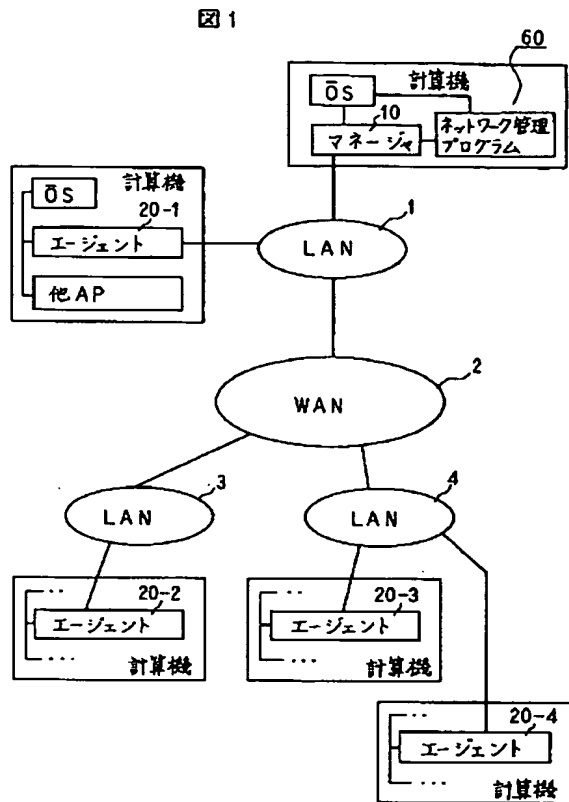 図1
60
計算機
OS
10
マネージャ
ネットワーク管理
プログラム
計算機
OS
20-1
エージェント
他AP
1
LAN
2
WAN
3
LAN
4
LAN
‥
20-2
エージェント
…
計算機
‥
20-3
エージェント
…
計算機
‥
20-4
エージェント
…
計算機